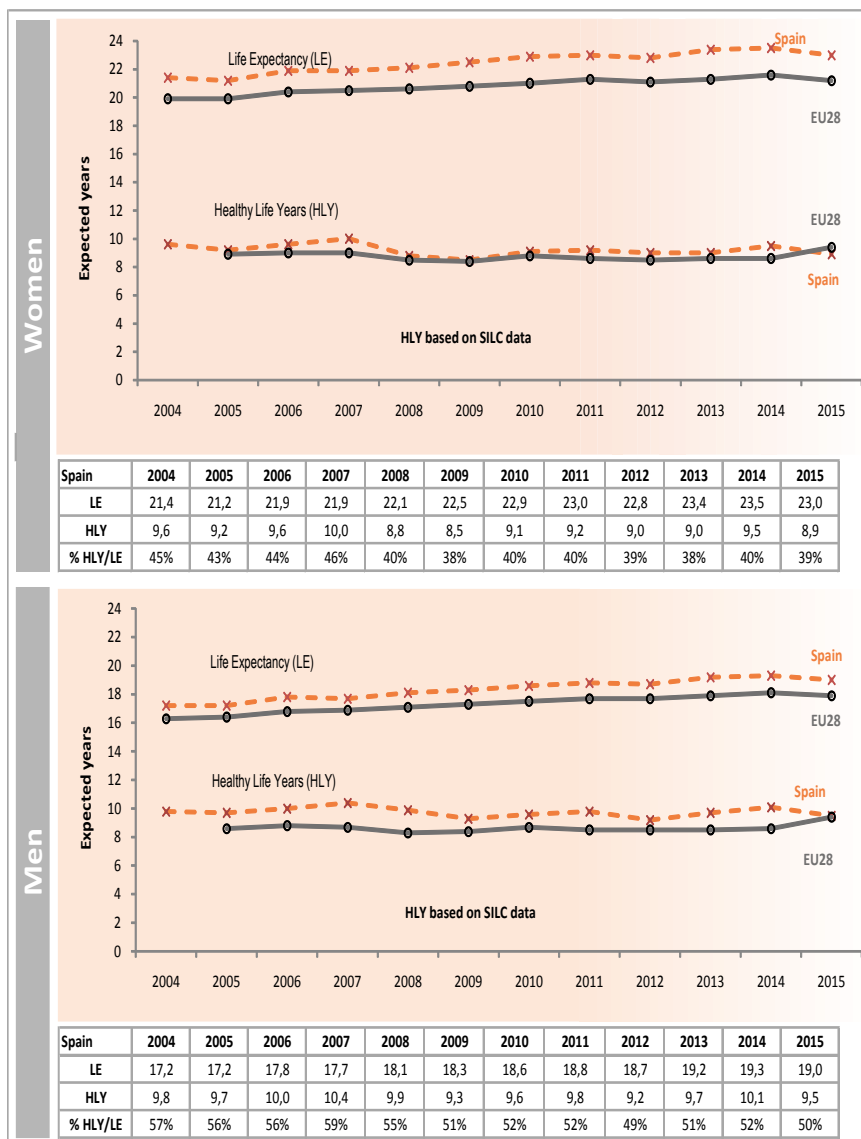 Women
Expected years
24
22
20
18
16
14
12
10
8
6
4
2
0
Life Expectancy (LE)
Spain
EU28
Healthy Life Years (HLY)
EU28
Spain
HLY based on SILC data
2004 2005 2006 2007 2008 2009 2010 2011 2012 2013 2014 2015
Spain 2004 2005 2006 2007 2008 2009 2010 2011 2012 2013 2014 2015
LE 21,4 21,2 21,9 21,9 22,1 22,5 22,9 23,0 22,8 23,4 23,5 23,0
HLY 9,6 9,2 9,6 10,0 8,8 8,5 9,1 9,2 9,0 9,0 9,5 8,9
% HLY/LE 45% 43% 44% 46% 40% 38% 40% 40% 39% 38% 40% 39%
Men
Expected years
24
22
20
18
16
14
12
10
8
6
4
2
0
Life Expectancy (LE)
Spain
EU28
Healthy Life Years (HLY)
Spain
EU28
HLY based on SILC data
2004 2005 2006 2007 2008 2009 2010 2011 2012 2013 2014 2015
Spain 2004 2005 2006 2007 2008 2009 2010 2011 2012 2013 2014 2015
LE 17,2 17,2 17,8 17,7 18,1 18,3 18,6 18,8 18,7 19,2 19,3 19,0
HLY 9,8 9,7 10,0 10,4 9,9 9,3 9,6 9,8 9,2 9,7 10,1 9,5
% HLY/LE 57% 56% 56% 59% 55% 51% 52% 52% 49% 51% 52% 50%